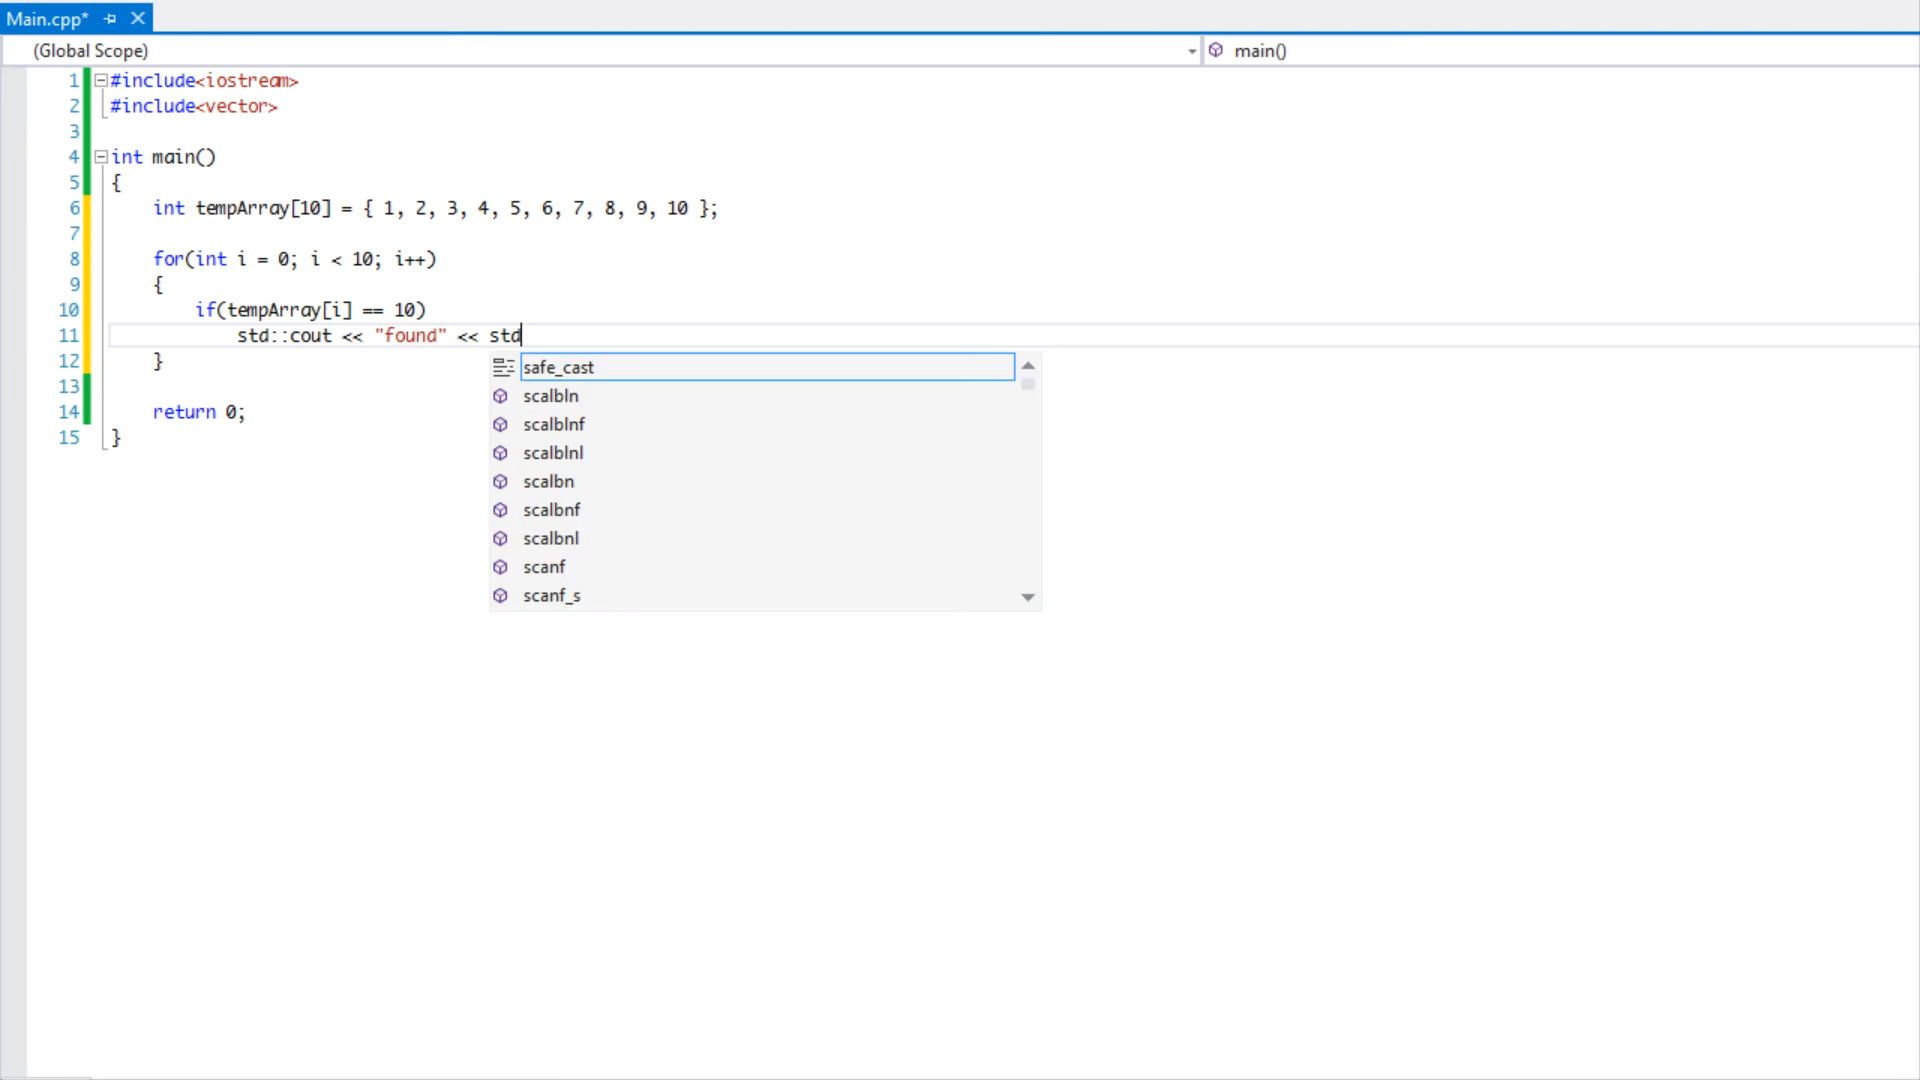 Main.cpp*
(Global Scope) main()
1 #include<iostream>
2 #include<vector>
3
4 int main()
5 {
6 int tempArray[10] = { 1, 2, 3, 4, 5, 6, 7, 8, 9, 10 };
7
8 for(int i = 0; i < 10; i++)
9 {
10 if(tempArray[i] == 10)
11 std::cout << "found" << std
12 }
13
14 return 0;
15 }
safe_cast
scalbln
scalblnf
scalblnl
scalbn
scalbnf
scalbnl
scanf
scanf_s